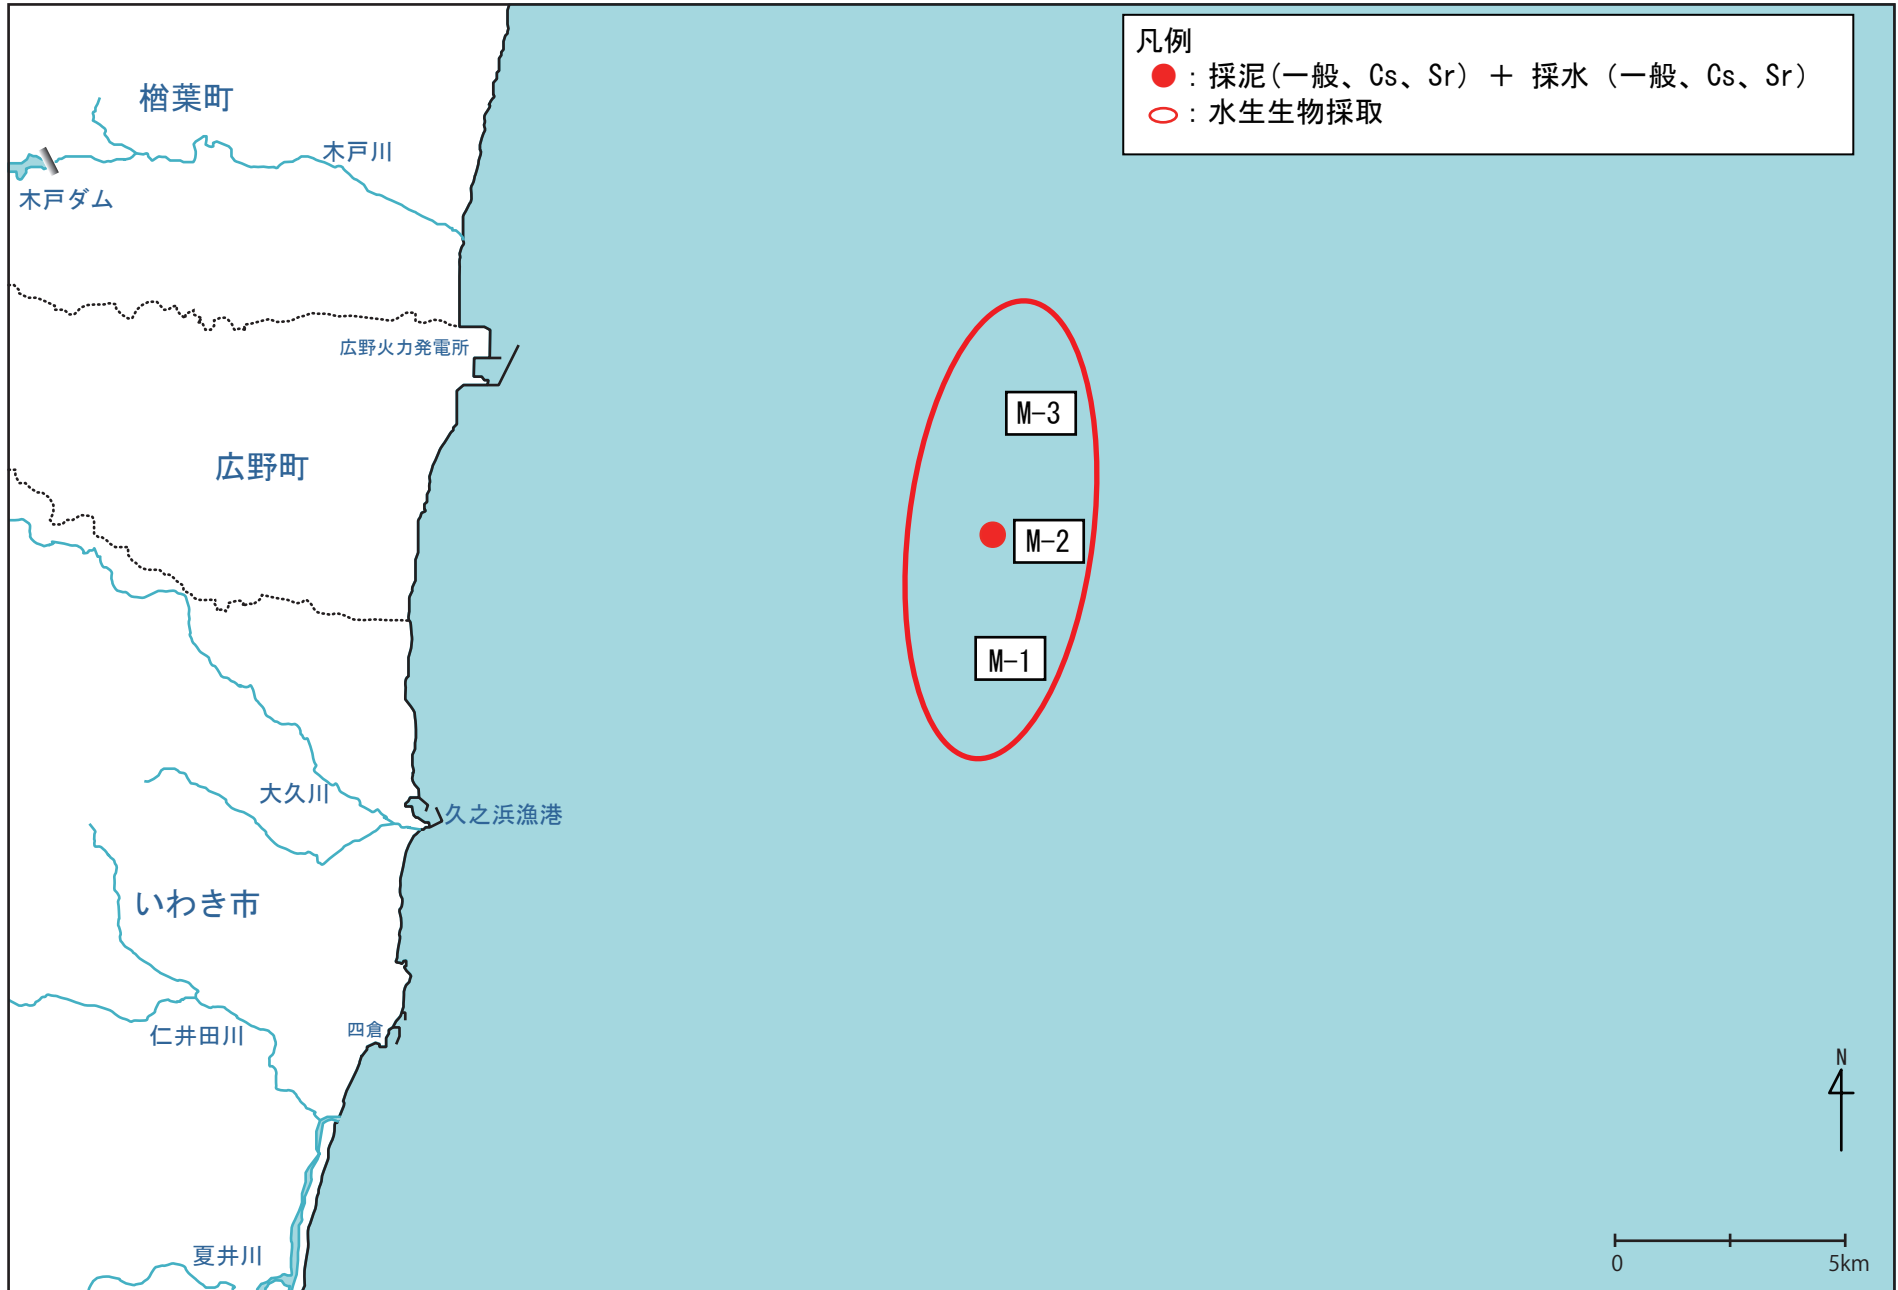 凡例
●：採泥(一般、Cs、Sr) ＋ 採水 (一般、Cs、Sr)
：水生生物採取
楢葉町
木戸川
木戸ダム
広野火力発電所
M-3
広野町
M-2
M-1
大久川
久之浜漁港
いわき市
四倉
仁井田川
N
夏井川
0 5km